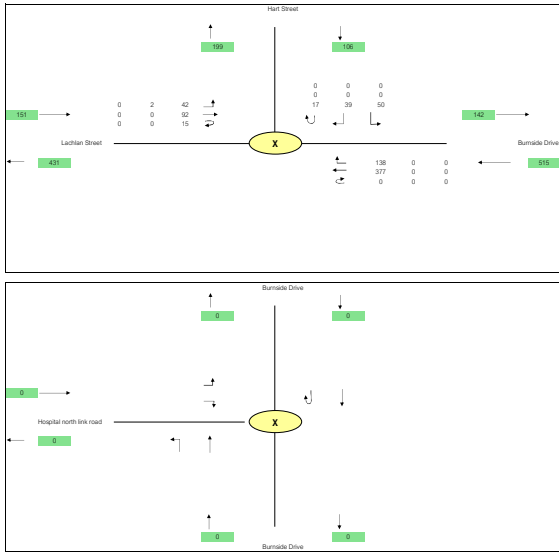 Hart Street
199 106
0 0 0
0 0 0
0 2 42 17 39 50
151 0 0 92 142
0 0 15
Lachlan Street X Burnside Drive
431 138 0 0 515
377 0 0
0 0 0
Burnside Drive
0 0
0
Hospital north link road X
0
0 0
Burnside Drive